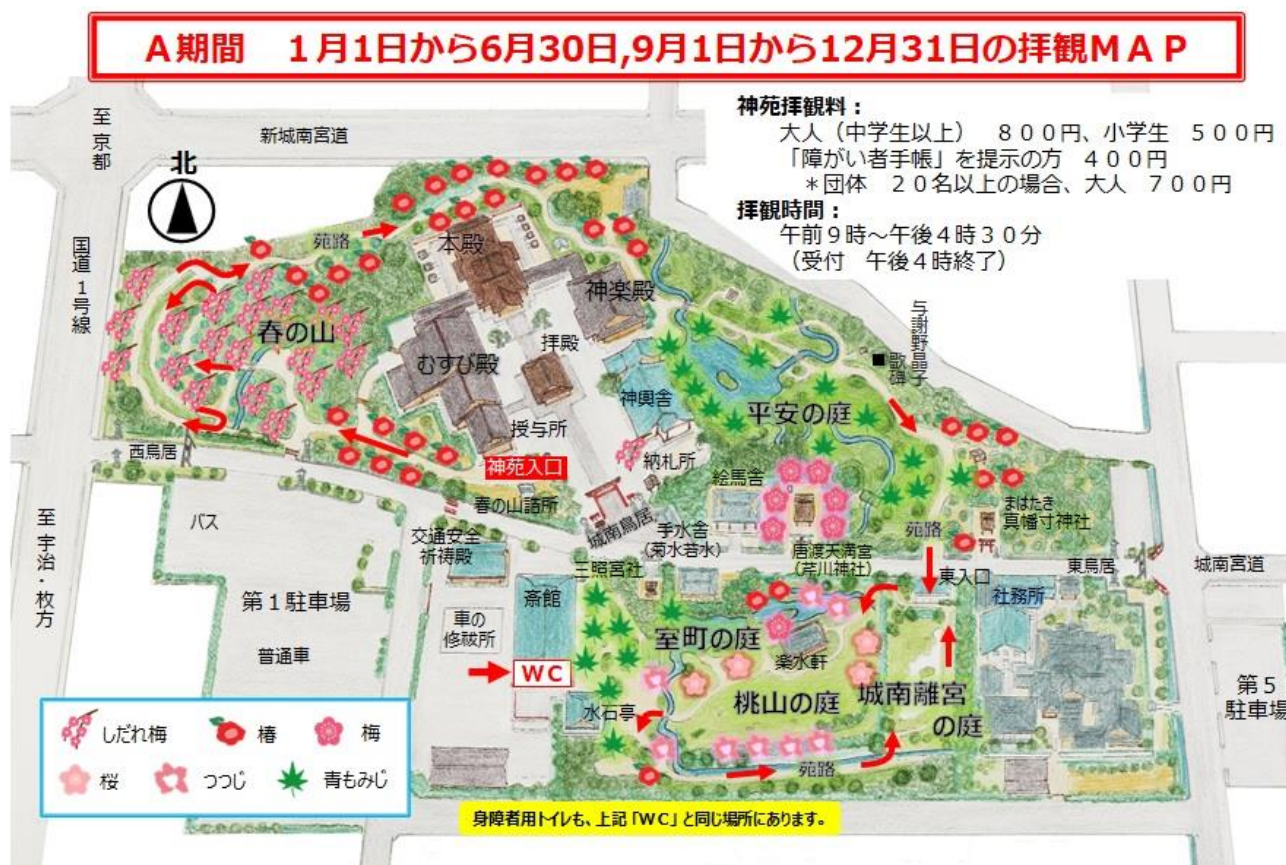 A期間　1月1日から6月30日,9月1日から12月31日の拝観MAP
神苑拝観料：
大人（中学生以上）　８００円、小学生　５００円
「障がい者手帳」を提示の方　４００円
＊団体　２０名以上の場合、大人　７００円
拝観時間：
午前９時～午後４時３０分
（受付　午後４時終了）
至京都
新城南宮道
北
国道1号線
苑路
本殿
神楽殿
春の山
むすび殿
拝殿
神輿舎
与謝野晶子
歌碑
平安の庭
授与所
西鳥居
神苑入口
納札所
絵馬舎
春の山詰所
城南鳥居
手水舎
（菊水若水）
唐渡天満宮
（芹川神社）
苑路
まはたき
真幡寸神社
バス
交通安全
祈祷殿
三照宮社
東入口
東鳥居
城南宮道
至宇治・枚方
第１駐車場
斎館
社務所
車の
修祓所
室町の庭
楽水軒
普通車
WC
桃山の庭
城南離宮
の庭
第５
駐車場
水石亭
苑路
しだれ梅
椿
梅
桜
つつじ
青もみじ
身障者用トイレも、上記「WC」と同じ場所にあります。